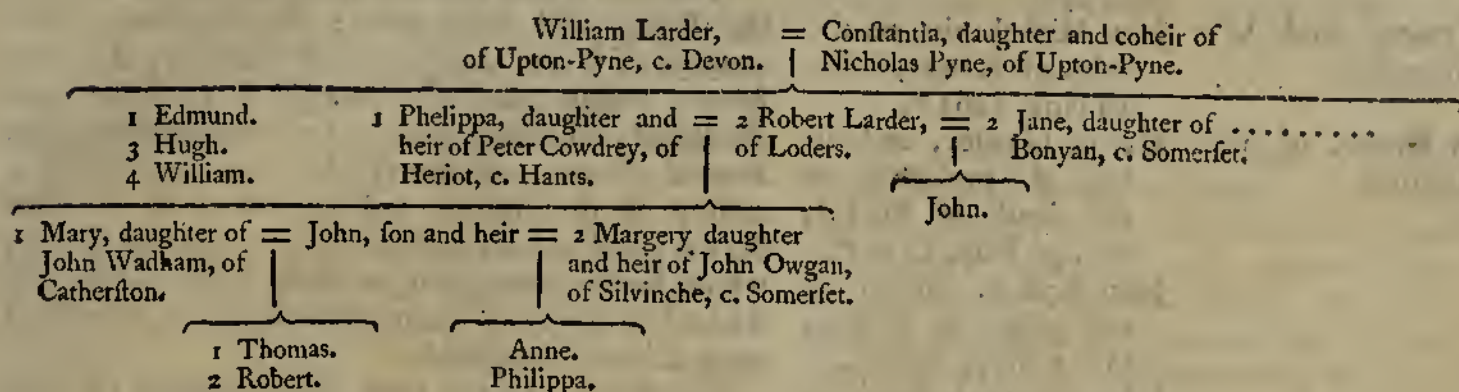 William Larder, = Conſtantia, daughter and coheir of
of Upton-Pyne, c. Devon. Nicholas Pyne, of Upton-Pyne.
1 Edmund.
3 Hugh.
4 William.
1 Phelippa, daughter and = 2 Robert Larder, = 2 Jane, daughter of ..........
heir of Peter Cowdrey, of of Loders. Bonyan, c. Somerſet.
Heriot, c. Hants.
John.
1 Mary, daughter of = John, ſon and heir = 2 Margery daughter
John Wadham, of and heir of John Owgan,
Catherſton. of Silvinche, c. Somerſet.
1 Thomas.
2 Robert.
Anne.
Philippa.